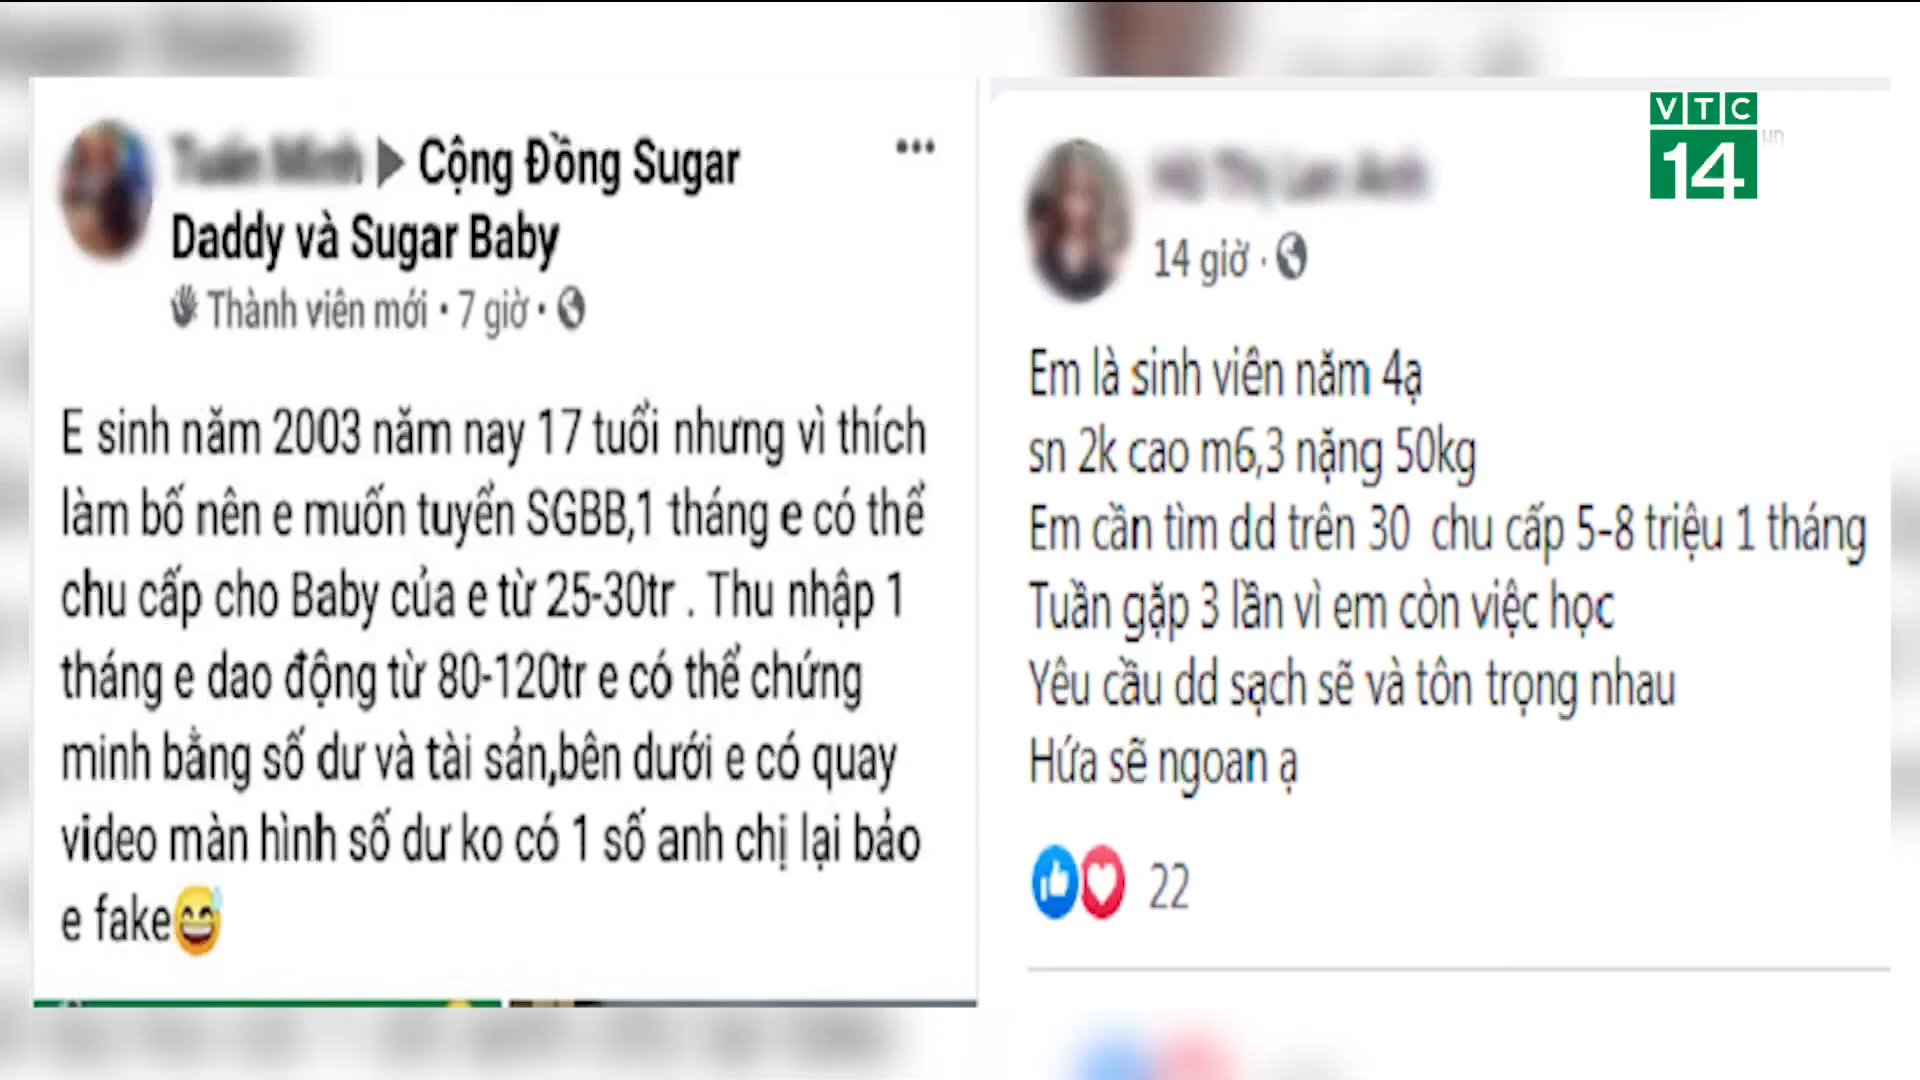 Cộng Đồng Sugar
Daddy và Sugar Baby
Thành viên mới · 7 giờ ·
E sinh năm 2003 năm nay 17 tuổi nhưng vì thích
làm bố nên e muốn tuyển SGBB,1 tháng e có thể
chu cấp cho Baby của e từ 25-30tr . Thu nhập 1
tháng e dao động từ 80-120tr e có thể chứng
minh bằng số dư và tài sản,bên dưới e có quay
video màn hình số dư ko có 1 số anh chị lại bảo
e fake
14 giờ ·
Em là sinh viên năm 4ạ
sn 2k cao m6,3 nặng 50kg
Em cần tìm dd trên 30 chu cấp 5-8 triệu 1 tháng
Tuần gặp 3 lần vì em còn việc học
Yêu cầu dd sạch sẽ và tôn trọng nhau
Hứa sẽ ngoan ạ
22
VTC
14
HN